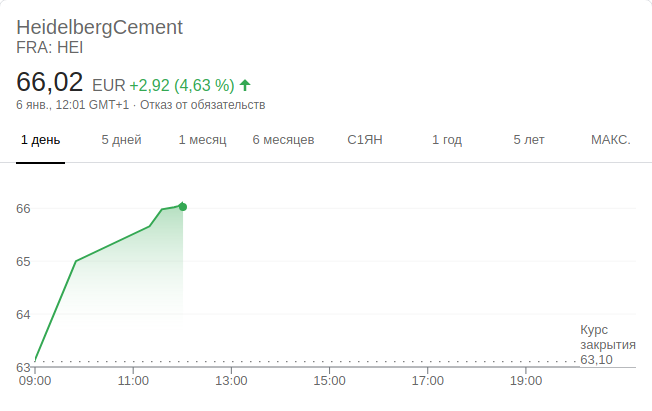 HeidelbergCement
FRA: HEI
66,02 EUR +2,92 (4,63 %)
6 янв., 12:01 GMT+1 · Отказ от обязательств
1 день 5 дней 1 месяц 6 месяцев С1ЯН 1 год 5 лет МАКС.
66
65
64
Курс
закрытия
63,10
63
09:00 11:00 13:00 15:00 17:00 19:00